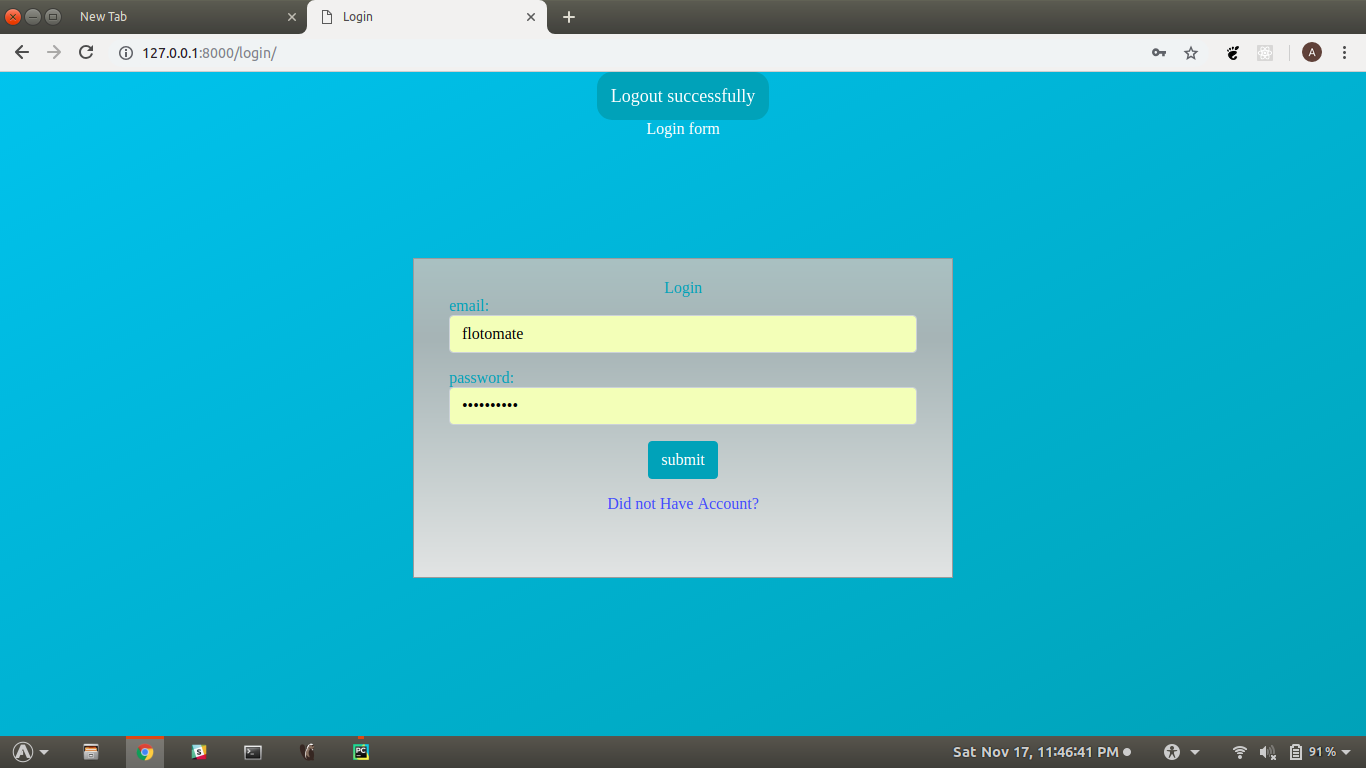 New Tab
Login
127.0.0.1:8000/login/
A
Logout successfully
Login form
Login
email:
flotomate
password:
••••••••••
submit
Did not Have Account?
Sat Nov 17, 11:46:41 PM
91%